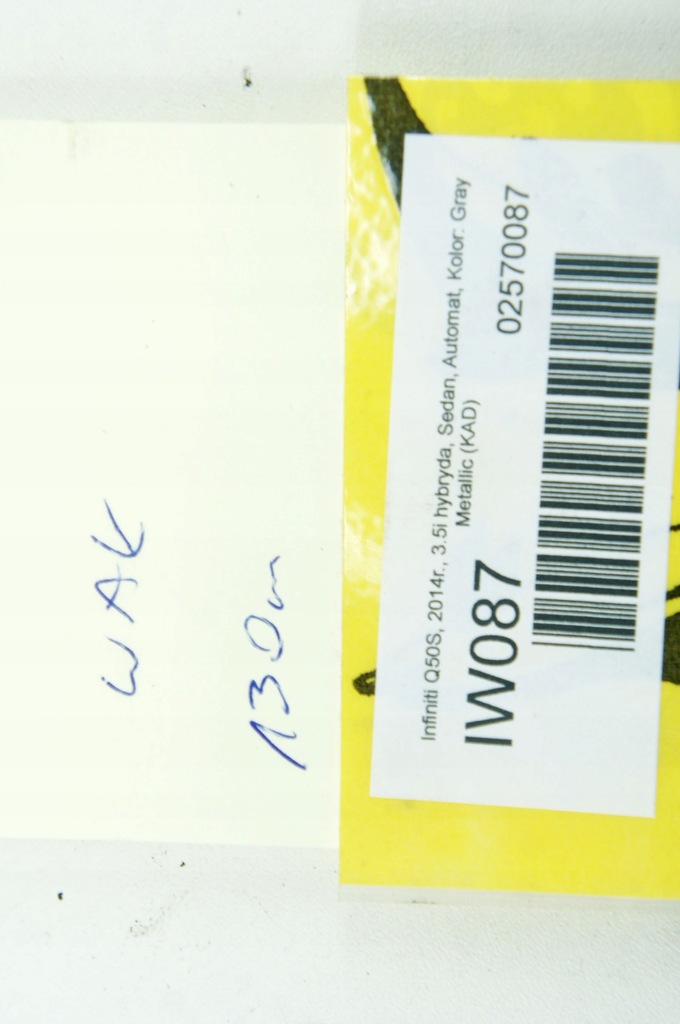 WAK
130m
Infiniti Q50S, 2014r., 3.5i hybryda, Sedan, Automat, Kolor: Gray
Metallic (KAD)
IW087
02570087